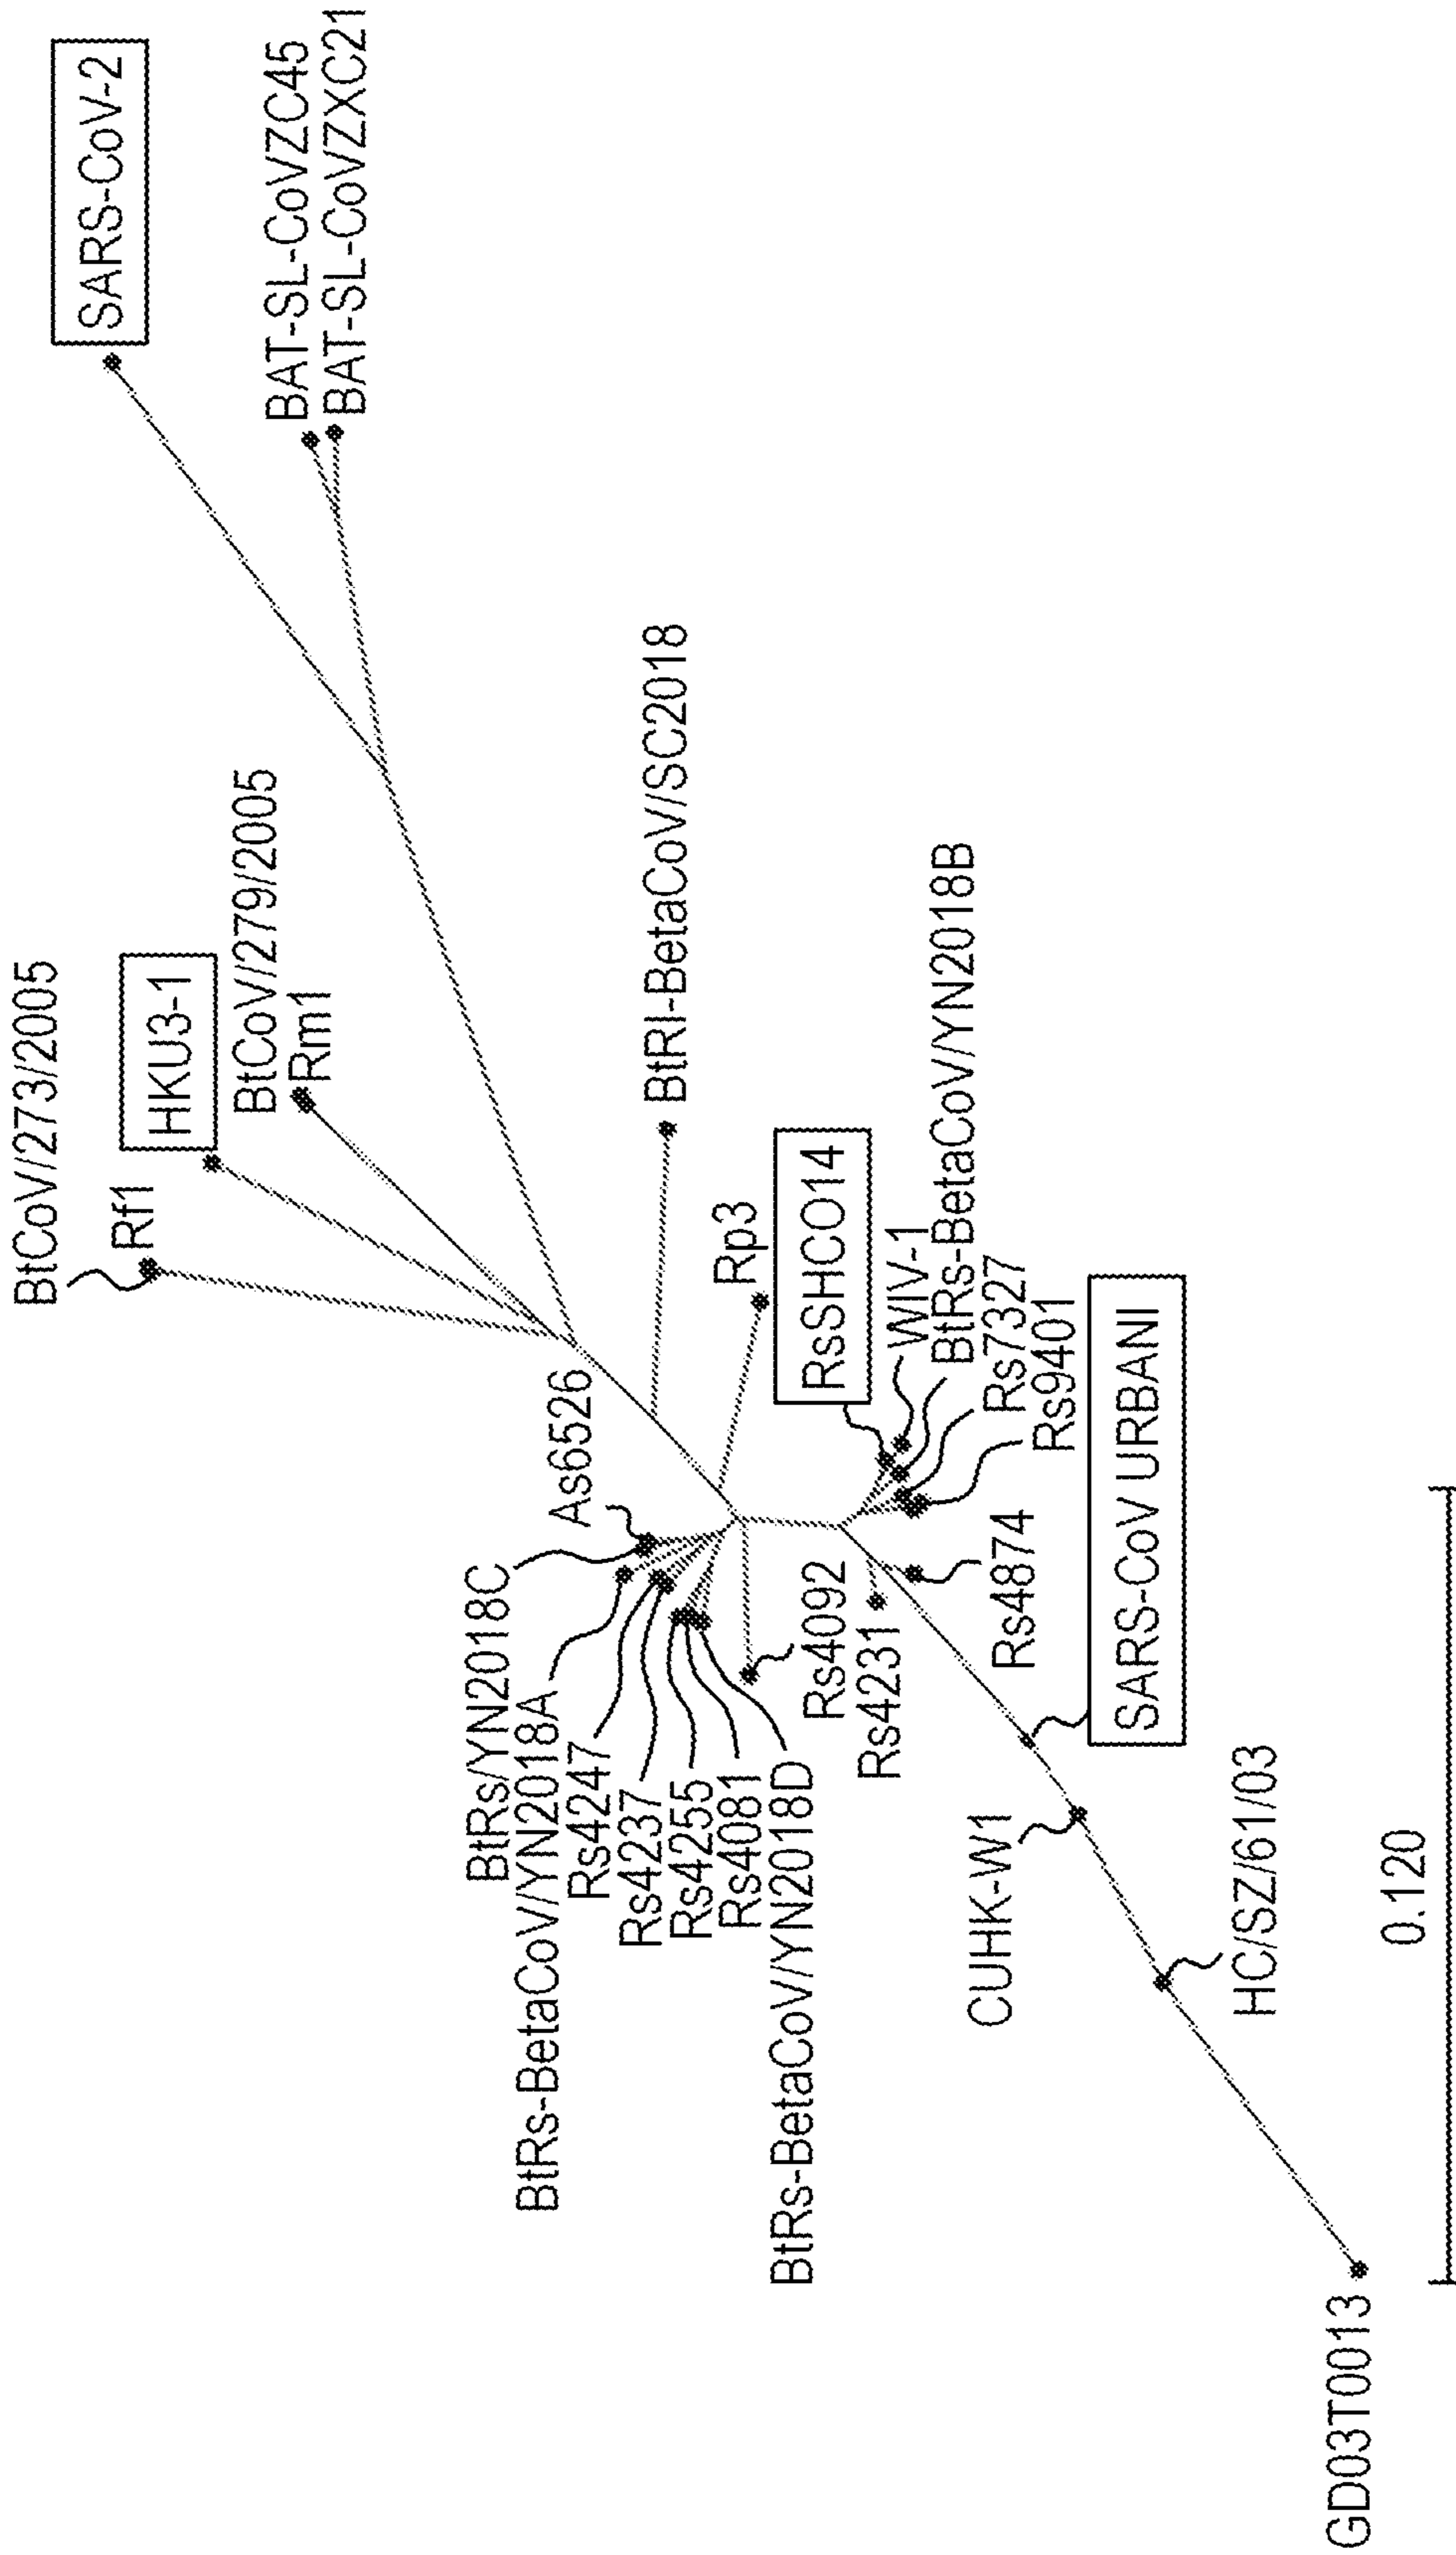 BtCoV/273/2005
Rf1
HKU3-1
BtCoV/279/2005
Rm1
SARS-CoV-2
BAT-SL-CoVZC45
BAT-SL-CoVZXC21
BtRI-BetaCoV/SC2018
Rp3
RsSHCO14
WIV-1
BtRs-BetaCoV/YN2018B
Rs7327
Rs9401
As6526
BtRs/YN2018C
BtRs-BetaCoV/YN2018A
Rs4247
Rs4237
Rs4255
Rs4081
BtRs-BetaCoV/YN2018D
Rs4092
Rs4231
Rs4874
SARS-CoV URBANI
CUHK-W1
HC/SZ/61/03
GD03T0013
0.120